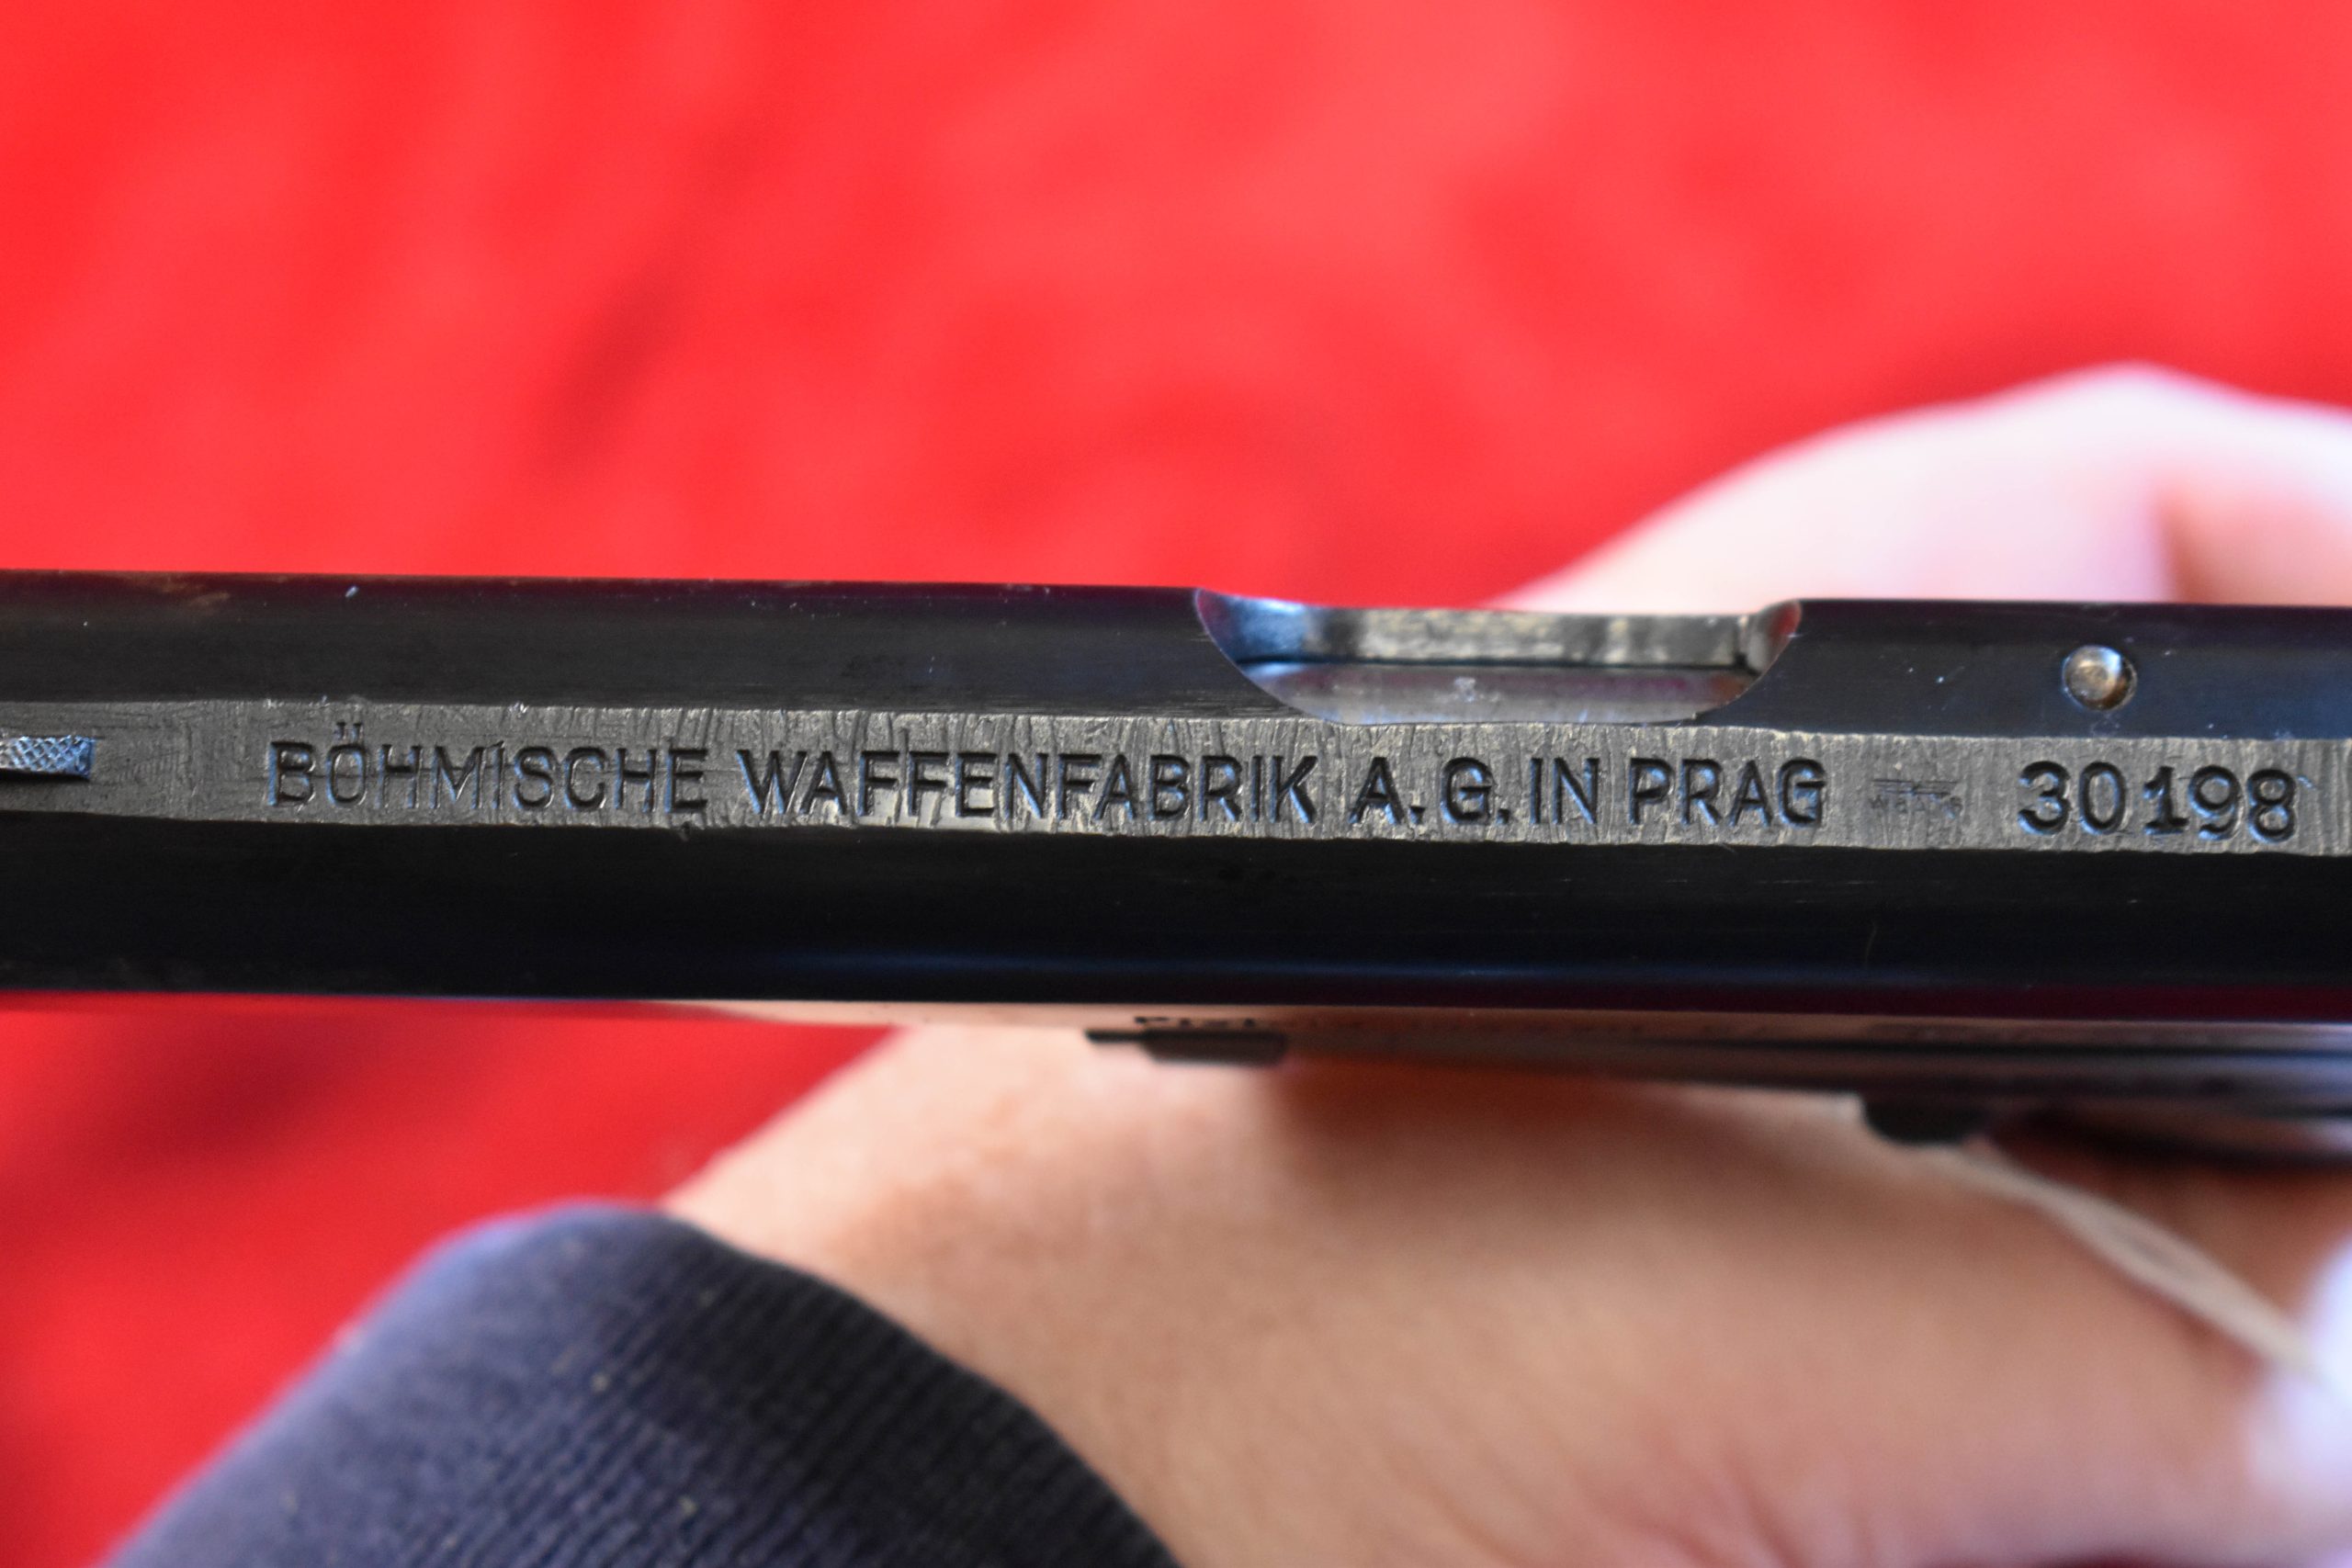 BÖHMISCHE WAFFENFABRIK A.G. IN PRAG 30198